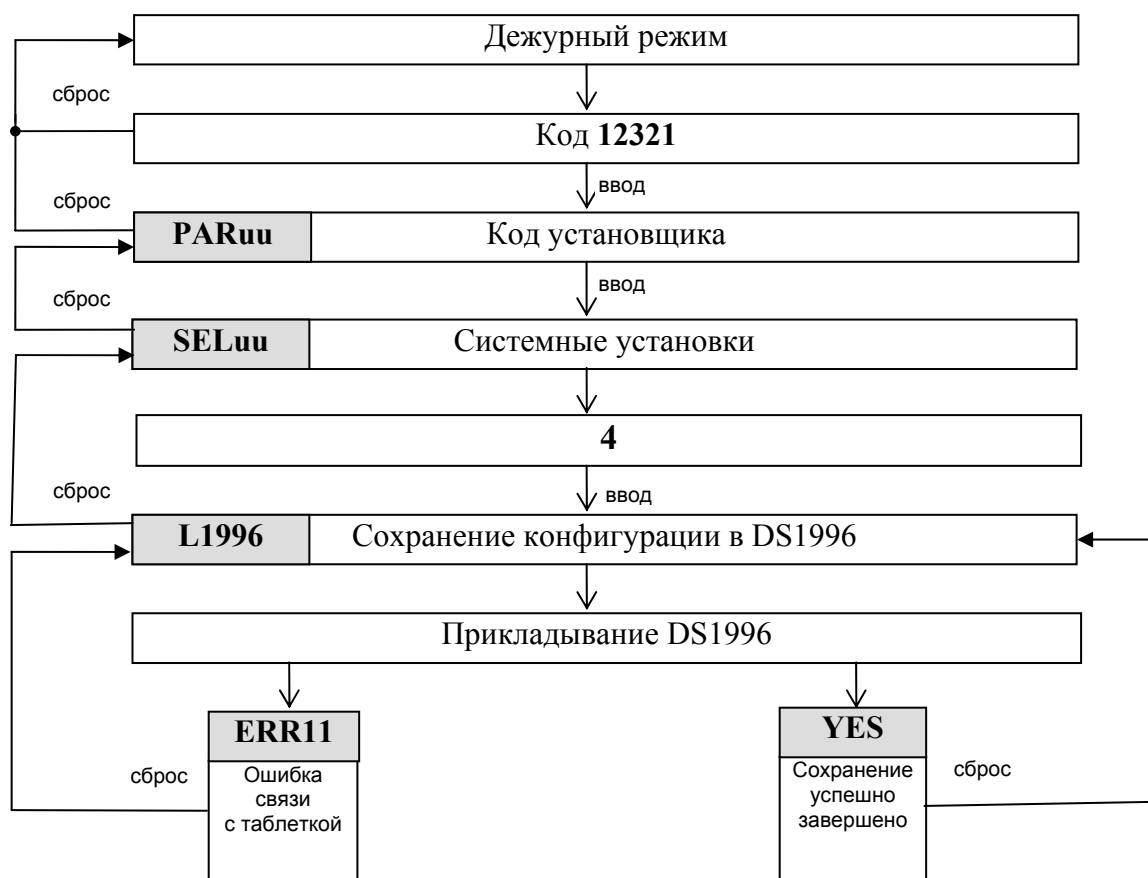 Дежурный режим
сброс
Код 12321
ввод
сброс
PARuu Код установщика
ввод
сброс
SELuu Системные установки
4
сброс
ввод
L1996 Сохранение конфигурации в DS1996
Прикладывание DS1996
ERR11
YES
сброс
Ошибка
связи
с таблеткой
Сохранение
успешно
завершено
сброс